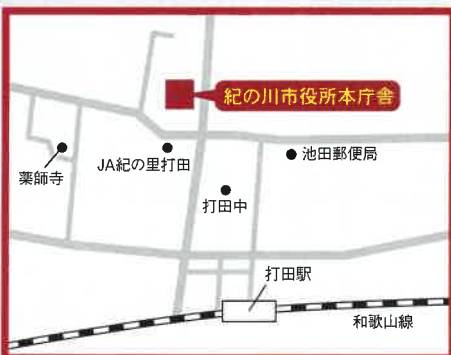 紀の川市役所本庁舎
池田郵便局
JA紀の里打田
薬師寺
打田中
打田駅
和歌山線